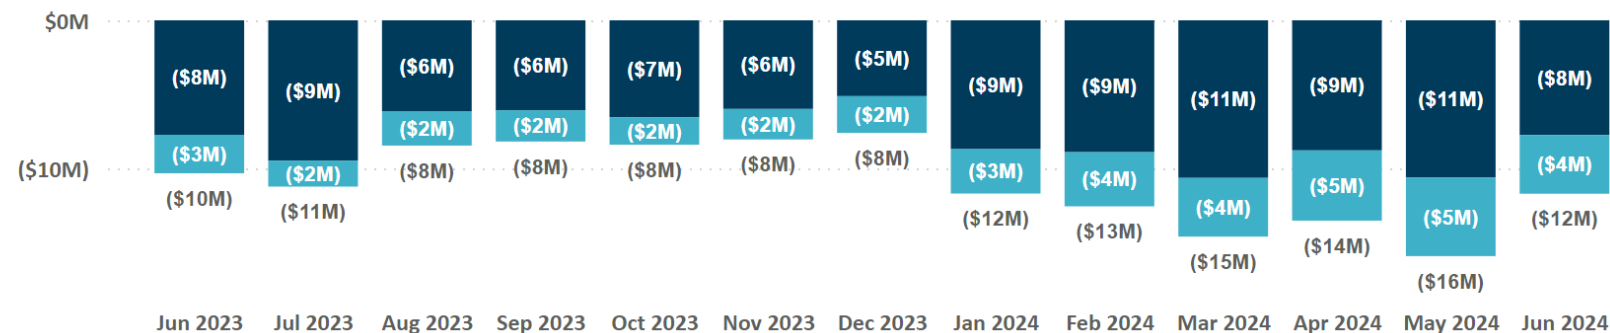 $0M
($8M) ($9M) ($6M) ($6M) ($7M) ($6M) ($5M) ($9M) ($9M) ($11M) ($9M) ($11M) ($8M)
($3M) ($2M) ($2M) ($2M) ($2M) ($2M) ($2M) ($3M) ($4M) ($4M) ($5M) ($5M) ($4M)
($10M)
($10M) ($11M) ($8M) ($8M) ($8M) ($8M) ($8M) ($12M) ($13M) ($15M) ($14M) ($16M) ($12M)
Jun 2023 Jul 2023 Aug 2023 Sep 2023 Oct 2023 Nov 2023 Dec 2023 Jan 2024 Feb 2024 Mar 2024 Apr 2024 May 2024 Jun 2024